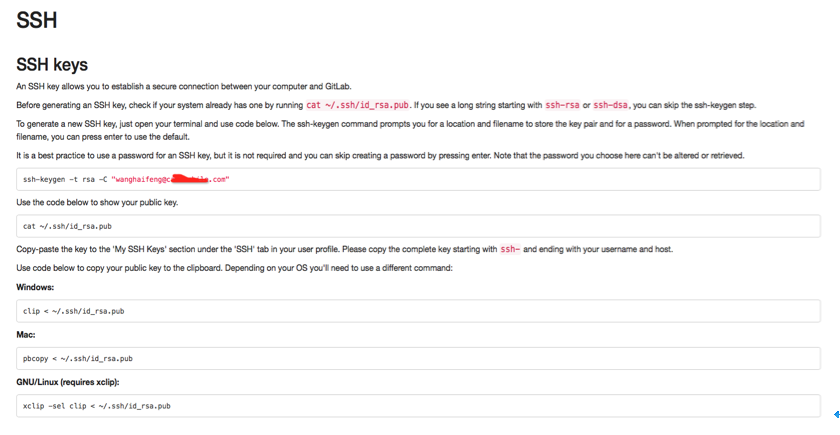 SSH
SSH keys
An SSH key allows you to establish a secure connection between your computer and GitLab.
Before generating an SSH key, check if your system already has one by running cat ~/.ssh/id_rsa.pub. If you see a long string starting with ssh-rsa or ssh-dsa, you can skip the ssh-keygen step.
To generate a new SSH key, just open your terminal and use code below. The ssh-keygen command prompts you for a location and filename to store the key pair and for a password. When prompted for the location and
filename, you can press enter to use the default.
It is a best practice to use a password for an SSH key, but it is not required and you can skip creating a password by pressing enter. Note that the password you choose here can't be altered or retrieved.
ssh-keygen -t rsa -C "wanghaifeng@c .com"
Use the code below to show your public key.
cat ~/.ssh/id_rsa.pub
Copy-paste the key to the 'My SSH Keys' section under the 'SSH' tab in your user profile. Please copy the complete key starting with ssh- and ending with your username and host.
Use code below to copy your public key to the clipboard. Depending on your OS you'll need to use a different command:
Windows:
clip < ~/.ssh/id_rsa.pub
Mac:
pbcopy < ~/.ssh/id_rsa.pub
GNU/Linux (requires xclip):
xclip -sel clip < ~/.ssh/id_rsa.pub